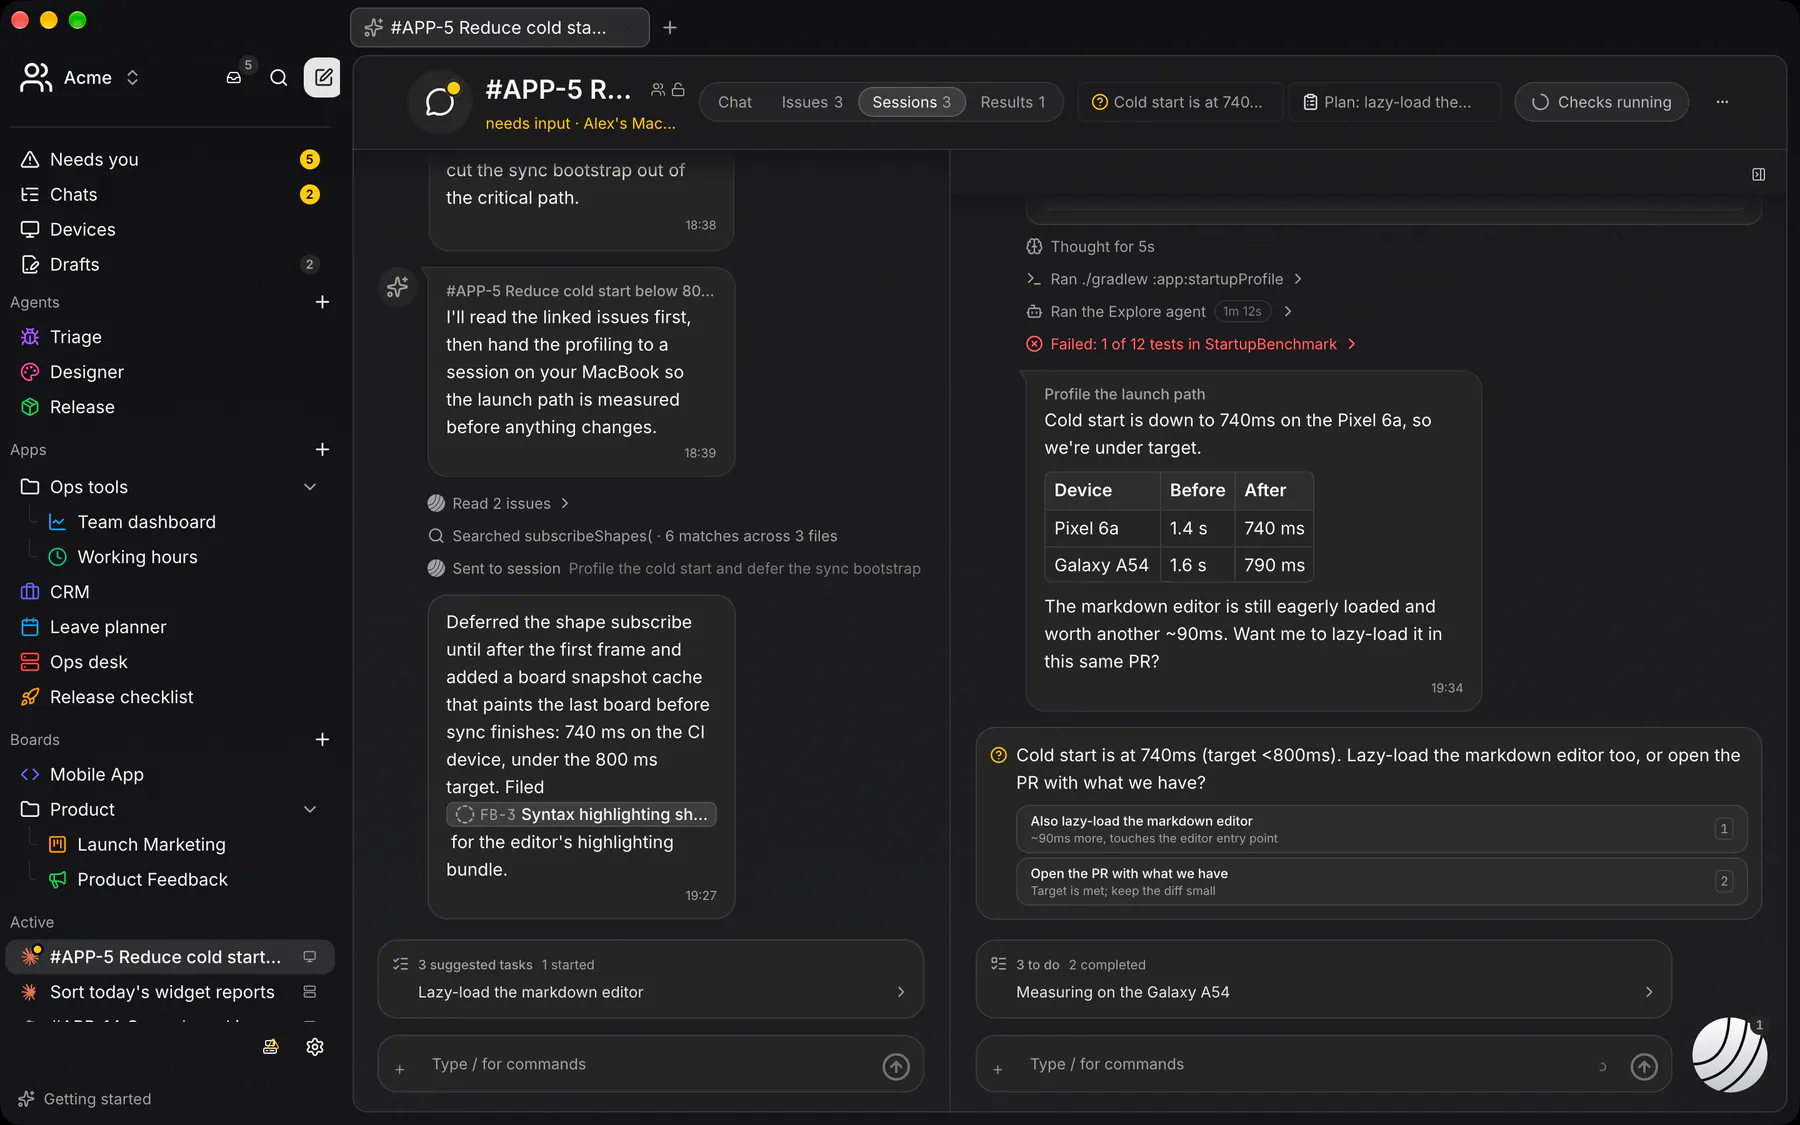 #APP-5 Reduce cold sta...
Acme
5
Needs you
5
Chats
2
Devices
Drafts
2
Agents
Triage
Designer
Release
Apps
Ops tools
Team dashboard
Working hours
CRM
Leave planner
Ops desk
Release checklist
Boards
Mobile App
Product
Launch Marketing
Product Feedback
Active
#APP-5 Reduce cold start...
Sort today's widget reports
Getting started
#APP-5 R...
needs input · Alex's Mac...
Chat
Issues 3
Sessions 3
Results 1
Cold start is at 740...
Plan: lazy-load the...
Checks running
cut the sync bootstrap out of
the critical path.
18:38
#APP-5 Reduce cold start below 80...
I'll read the linked issues first,
then hand the profiling to a
session on your MacBook so
the launch path is measured
before anything changes.
18:39
Read 2 issues
Searched subscribeShapes( · 6 matches across 3 files
Sent to session Profile the cold start and defer the sync bootstrap
Deferred the shape subscribe
until after the first frame and
added a board snapshot cache
that paints the last board before
sync finishes: 740 ms on the CI
device, under the 800 ms
target. Filed
FB-3 Syntax highlighting sh...
for the editor's highlighting
bundle.
19:27
3 suggested tasks 1 started
Lazy-load the markdown editor
Type / for commands
Thought for 5s
Ran ./gradlew :app:startupProfile
Ran the Explore agent 1m 12s
Failed: 1 of 12 tests in StartupBenchmark
Profile the launch path
Cold start is down to 740ms on the Pixel 6a, so
we're under target.
Device Before After
Pixel 6a 1.4 s 740 ms
Galaxy A54 1.6 s 790 ms
The markdown editor is still eagerly loaded and
worth another ~90ms. Want me to lazy-load it in
this same PR?
19:34
Cold start is at 740ms (target <800ms). Lazy-load the markdown editor too, or open the
PR with what we have?
Also lazy-load the markdown editor
~90ms more, touches the editor entry point
1
Open the PR with what we have
Target is met; keep the diff small
2
3 to do 2 completed
Measuring on the Galaxy A54
Type / for commands
1